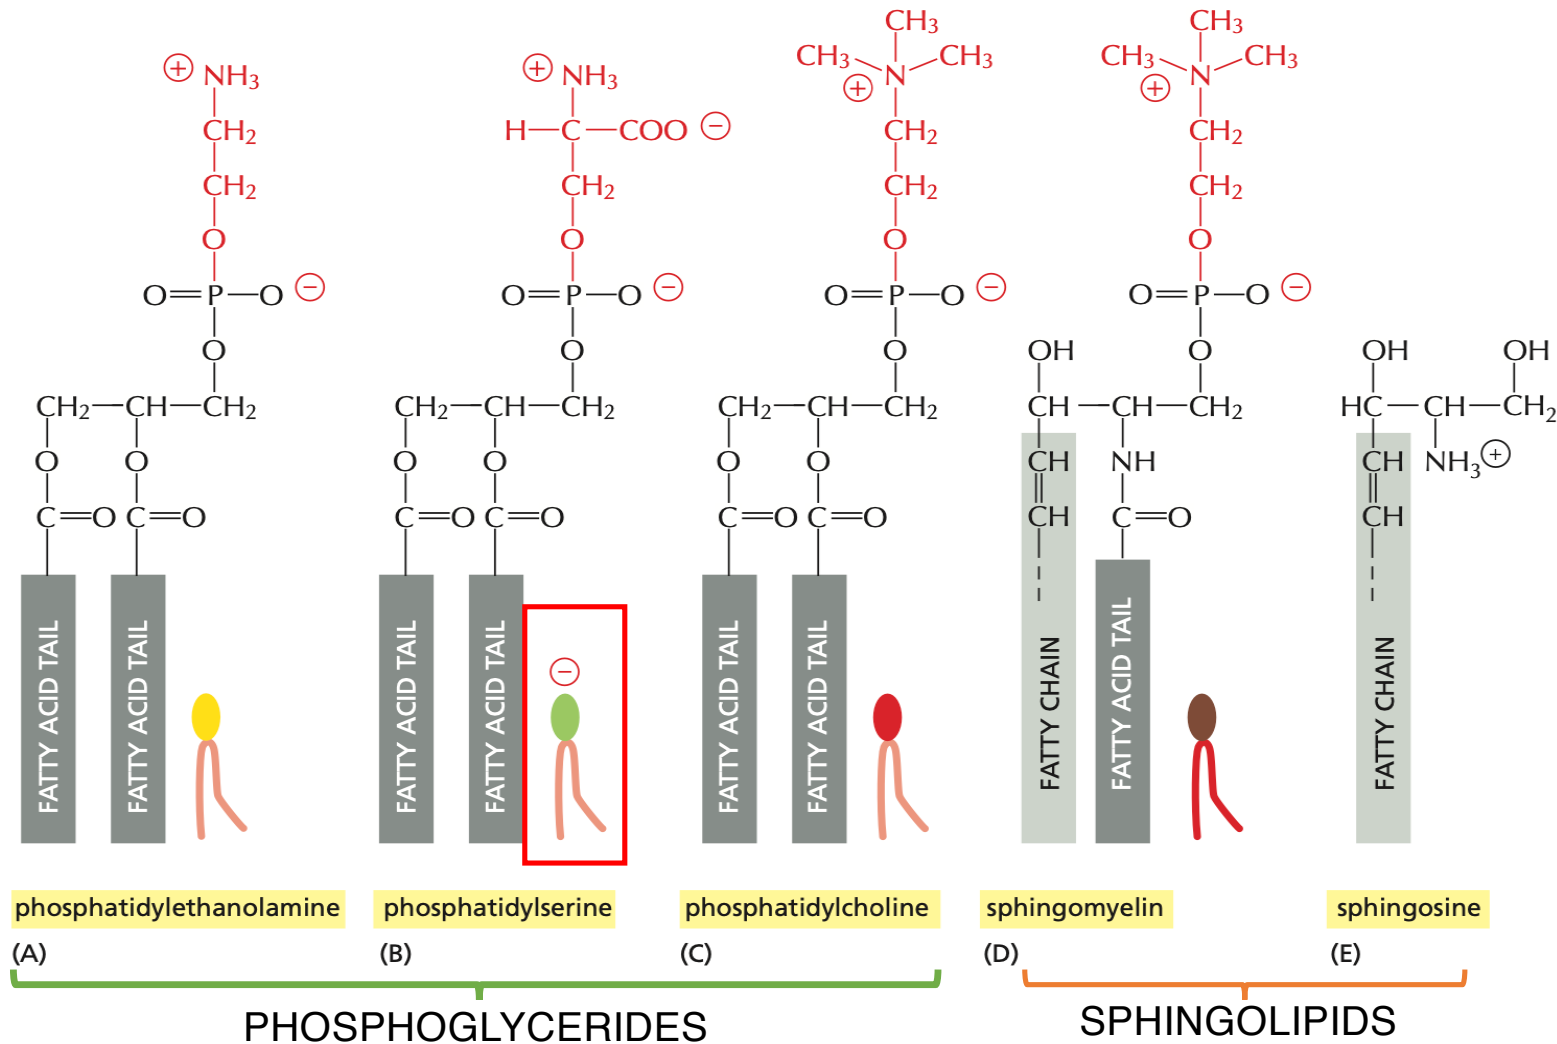 CH₃ CH₃
CH₃ CH₃ CH₃ CH₃
⊕ NH₃ ⊕ NH₃ ⊕ N ⊕ N
CH₂ H—C—COO ⊖ CH₂ CH₂
CH₂ CH₂ CH₂ CH₂
O O O O
O=P—O ⊖ O=P—O ⊖ O=P—O ⊖ O=P—O ⊖
O O O OH O OH OH
CH₂—CH—CH₂ CH₂—CH—CH₂ CH₂—CH—CH₂ CH—CH—CH₂ HC—CH—CH₂
O O O O O O CH NH CH NH₃⊕
C=O C=O C=O C=O C=O C=O CH C=O CH
FATTY ACID TAIL
FATTY ACID TAIL
FATTY ACID TAIL
FATTY ACID TAIL
⊖
FATTY ACID TAIL
FATTY ACID TAIL
FATTY CHAIN
FATTY ACID TAIL
FATTY CHAIN
phosphatidylethanolamine phosphatidylserine phosphatidylcholine sphingomyelin sphingosine
(A) (B) (C) (D) (E)
PHOSPHOGLYCERIDES SPHINGOLIPIDS